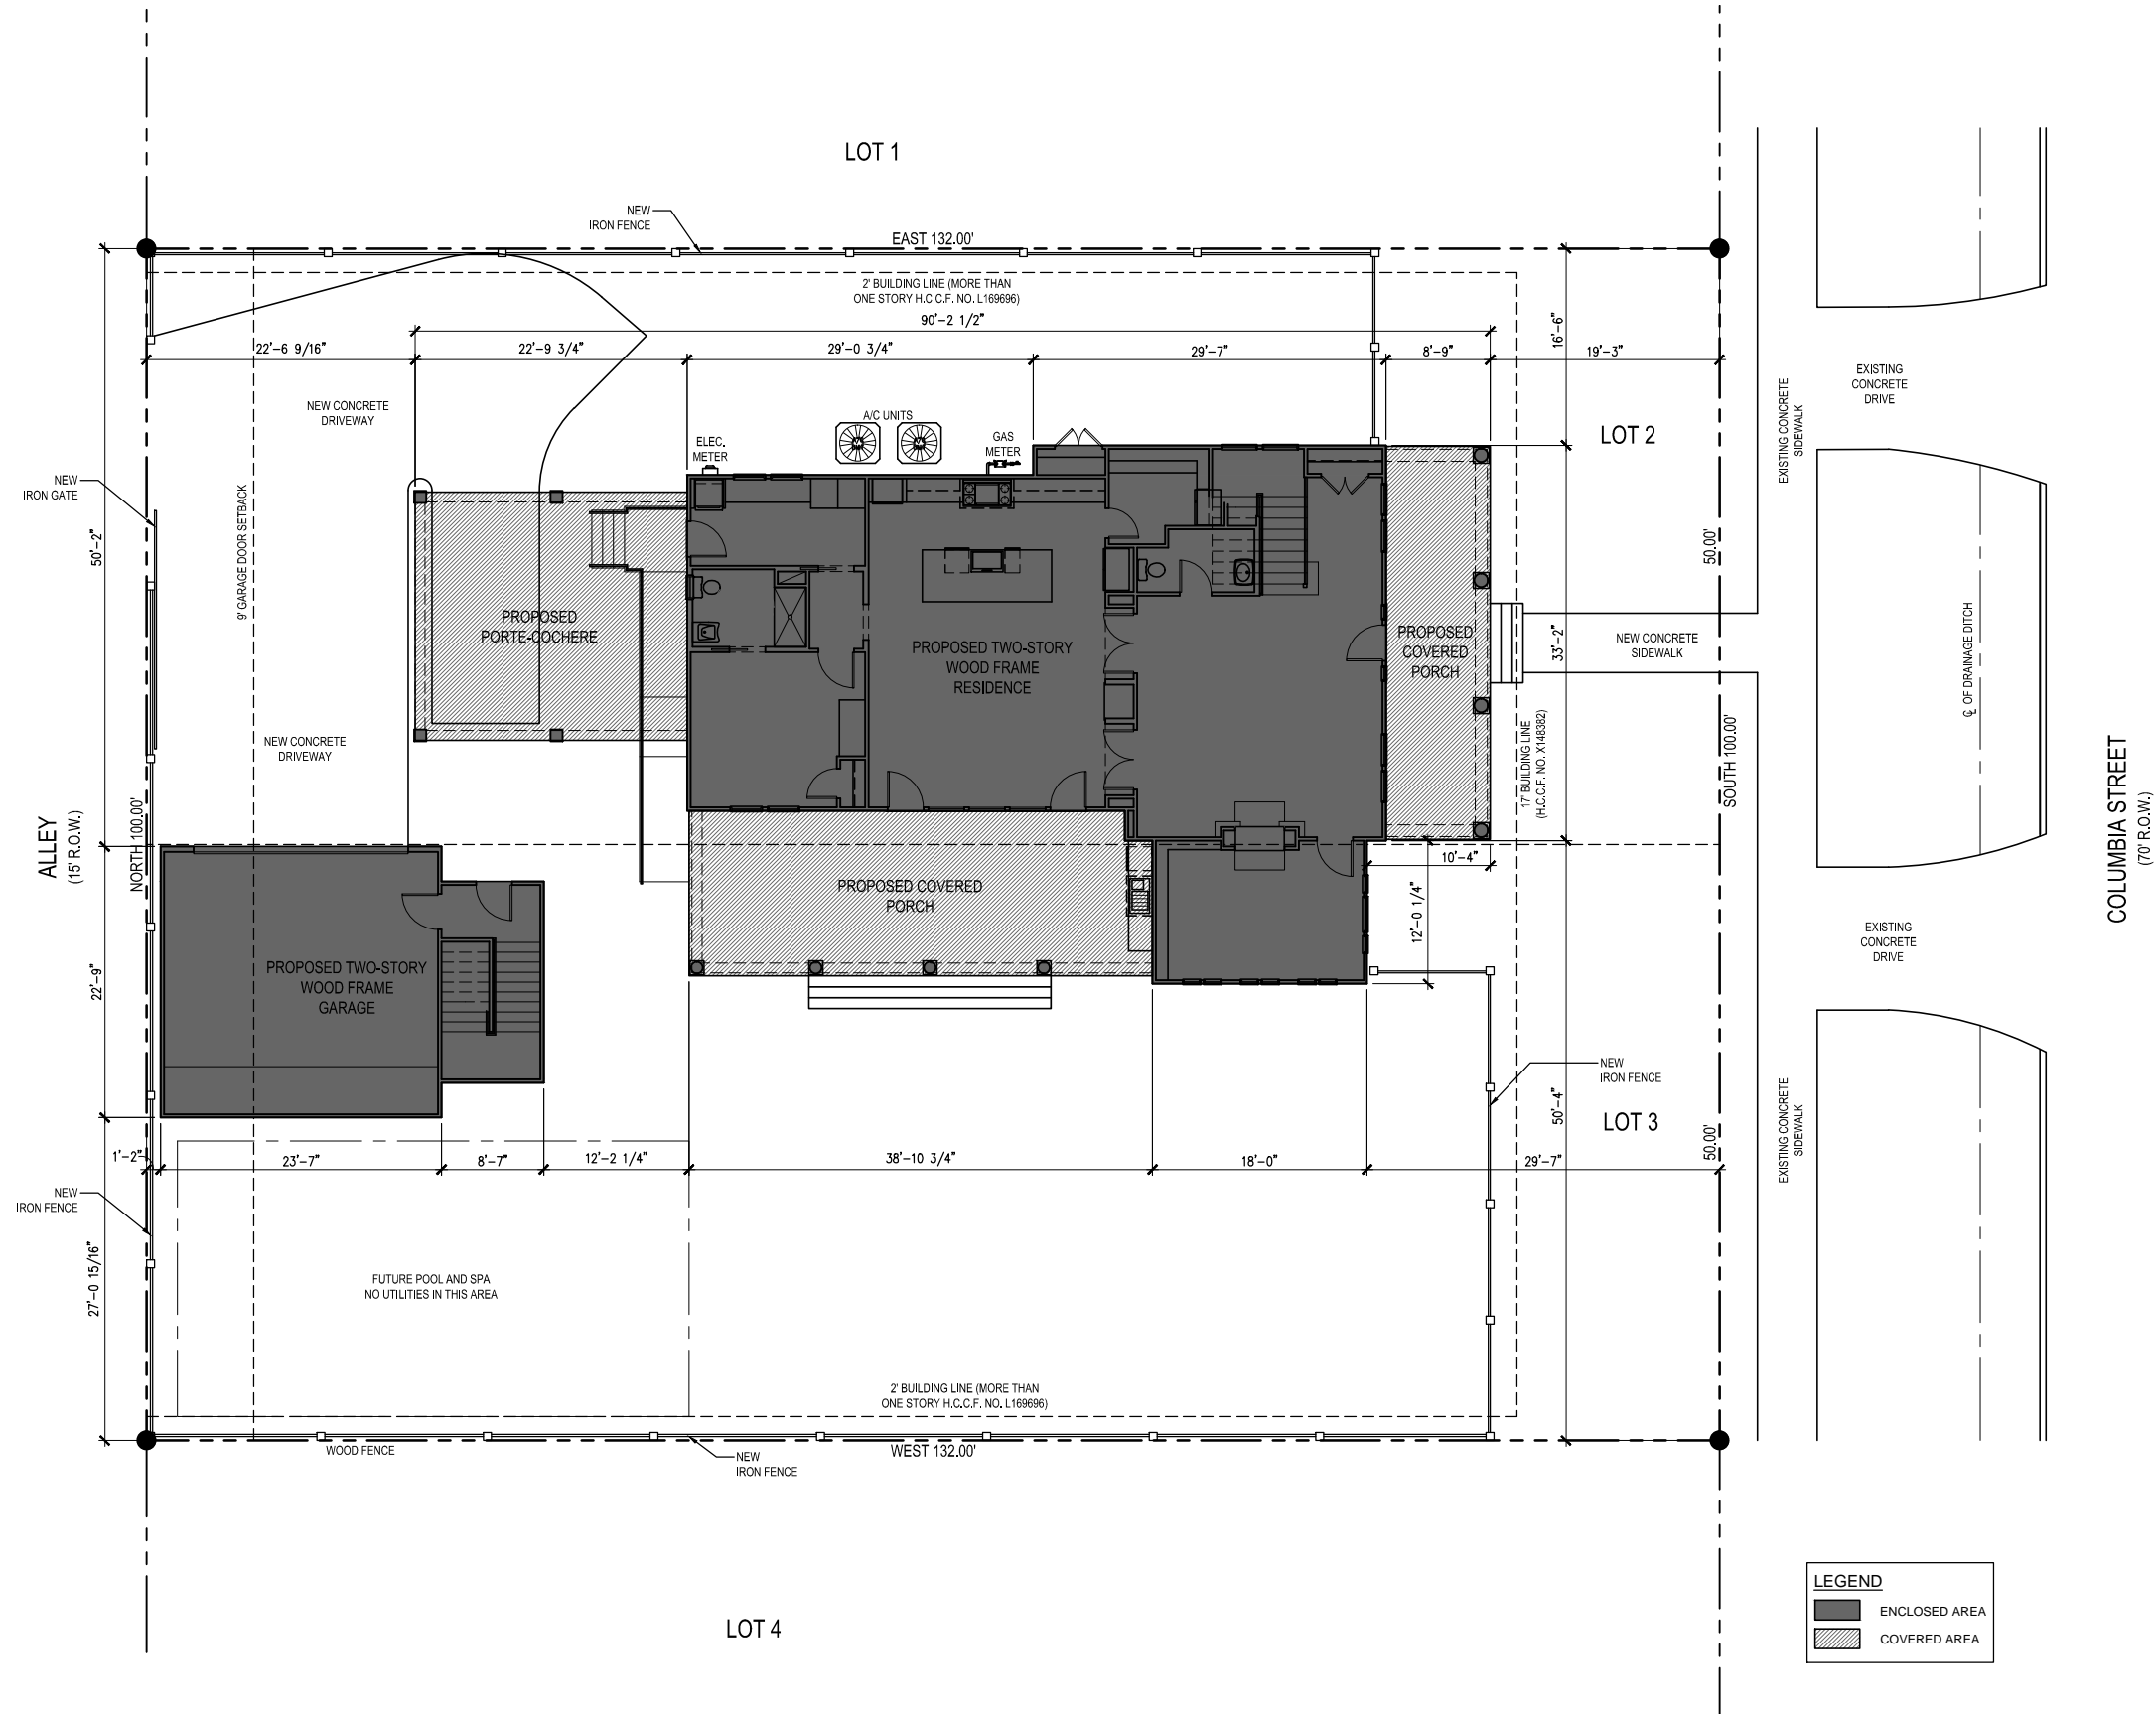 LOT 1
NEW
IRON FENCE
EAST 132.00'
2' BUILDING LINE (MORE THAN
ONE STORY H.C.C.F. NO. L169696)
90'-2 1/2"
22'-6 9/16"
22'-9 3/4"
29'-0 3/4"
29'-7"
8'-9"
19'-3"
16'-6"
EXISTING
CONCRETE
DRIVE
EXISTING CONCRETE
SIDEWALK
NEW CONCRETE
DRIVEWAY
A/C UNITS
ELEC.
METER
GAS
METER
LOT 2
NEW
IRON GATE
9' GARAGE DOOR SETBACK
50'-2"
50.00'
PROPOSED
PORTE-COCHERE
PROPOSED TWO-STORY
WOOD FRAME
RESIDENCE
PROPOSED
COVERED
PORCH
33'-2"
NEW CONCRETE
SIDEWALK
℄ OF DRAINAGE DITCH
NEW CONCRETE
DRIVEWAY
17' BUILDING LINE
(H.C.C.F. NO. X148382)
SOUTH 100.00'
COLUMBIA STREET
(70' R.O.W.)
ALLEY
(15' R.O.W.)
NORTH 100.00'
10'-4"
PROPOSED COVERED
PORCH
12'-0 1/4"
EXISTING
CONCRETE
DRIVE
22'-9"
PROPOSED TWO-STORY
WOOD FRAME
GARAGE
NEW
IRON FENCE
50'-4"
LOT 3
50.00'
EXISTING CONCRETE
SIDEWALK
1'-2"
23'-7"
8'-7"
12'-2 1/4"
38'-10 3/4"
18'-0"
29'-7"
NEW
IRON FENCE
27'-0 15/16"
FUTURE POOL AND SPA
NO UTILITIES IN THIS AREA
2' BUILDING LINE (MORE THAN
ONE STORY H.C.C.F. NO. L169696)
WOOD FENCE
WEST 132.00'
NEW
IRON FENCE
LOT 4
LEGEND
ENCLOSED AREA
COVERED AREA